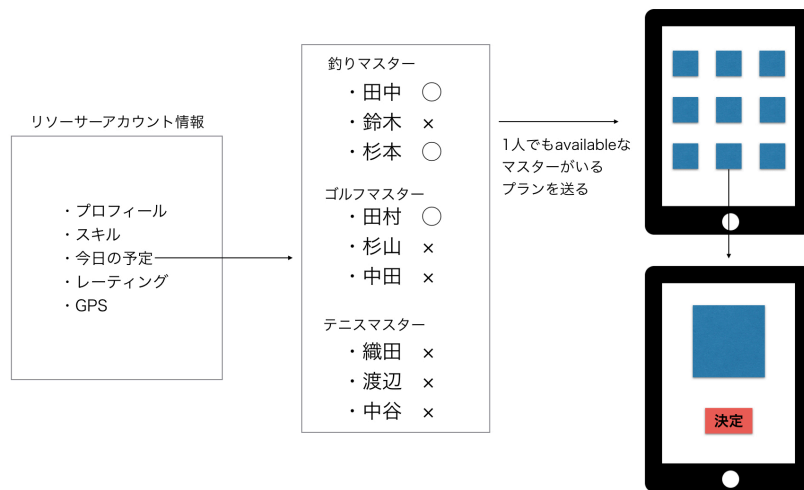 リソーサーアカウント情報
・プロフィール
・スキル
・今日の予定
・レーティング
・GPS
釣りマスター
・田中 ◯
・鈴木 ×
・杉本 ◯
ゴルフマスター
・田村 ◯
・杉山 ×
・中田 ×
テニスマスター
・織田 ×
・渡辺 ×
・中谷 ×
1人でもavailableな
マスターがいる
プランを送る
決定